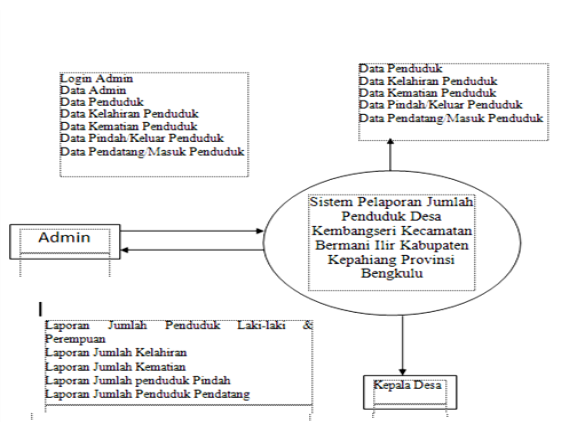 Login Admin
Data Admin
Data Penduduk
Data Kelahiran Penduduk
Data Kematian Penduduk
Data Pindah/Keluar Penduduk
Data Pendatang/Masuk Penduduk
Data Penduduk
Data Kelahiran Penduduk
Data Kematian Penduduk
Data Pindah/Keluar Penduduk
Data Pendatang/Masuk Penduduk
Admin
Sistem Pelaporan Jumlah
Penduduk Desa
Kembangseri Kecamatan
Bermani Ilir Kabupaten
Kepahiang Provinsi
Bengkulu
Laporan Jumlah Penduduk Laki-laki &
Perempuan
Laporan Jumlah Kelahiran
Laporan Jumlah Kematian
Laporan Jumlah penduduk Pindah
Laporan Jumlah Penduduk Pendatang
Kepala Desa